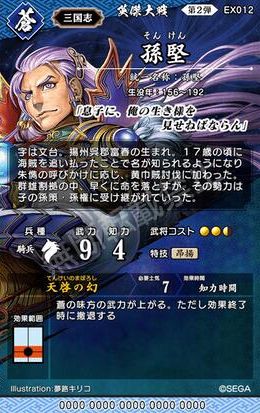 蒼
三国志
英傑大戦
第2弾
EX012
そん けん
孫堅
統一名称：孫堅
生没年 156～192
「息子に、俺の生き様を
見せねばならん」
字は文台。揚州呉郡富春の生まれ。17歳の頃に
海賊を追い払ったことで名が知られるようになり
朱儁の呼びかけに応じ、黄巾賊討伐に加わった。
群雄割拠の中、早くに命を落とすが、その勢力は
子の孫策・孫権に受け継がれていった。
兵種 武力 知力 武将コスト
騎兵 9 4 特技 昂揚
てんけいのまぼろし 必要士気 効果時間
天啓の幻 7 知力時間
効果範囲
蒼の味方の武力が上がる。ただし効果終了
時に撤退する
Illustration:夢路キリコ
©SEGA
0000-0000-0000-0000-0000